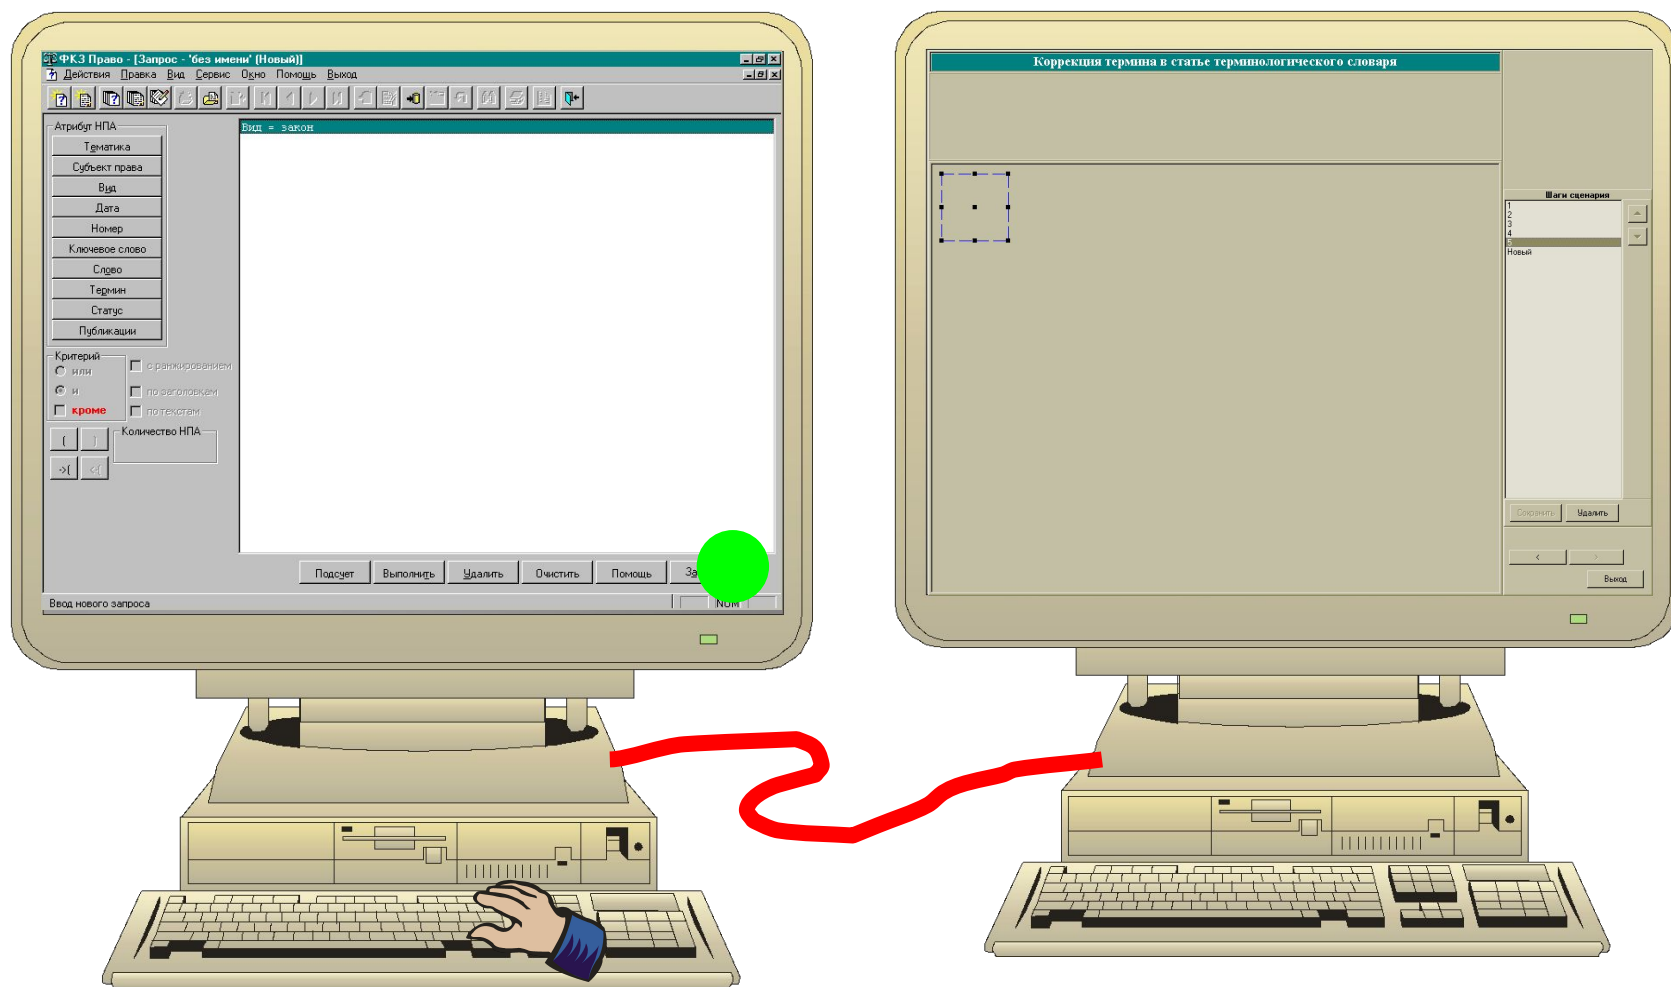 ФКЗ Право - [Запрос - 'без имени' (Новый)]
Действия Правка Вид Сервис Окно Помощь Выход
Атрибут НПА
Тематика
Субъект права
Вид
Дата
Номер
Ключевое слово
Слово
Термин
Статус
Публикации
Вид = закон
Критерий
или
и
кроме
с ранжированием
по заголовкам
по текстам
( )
Количество НПА
->( <-(
Подсчет Выполнить Удалить Очистить Помощь
Ввод нового запроса
NUM
Коррекция термина в статье терминологического словаря
Шаги сценария
1
2
3
4
5
Новый
Сохранить Удалить
< >
Выход